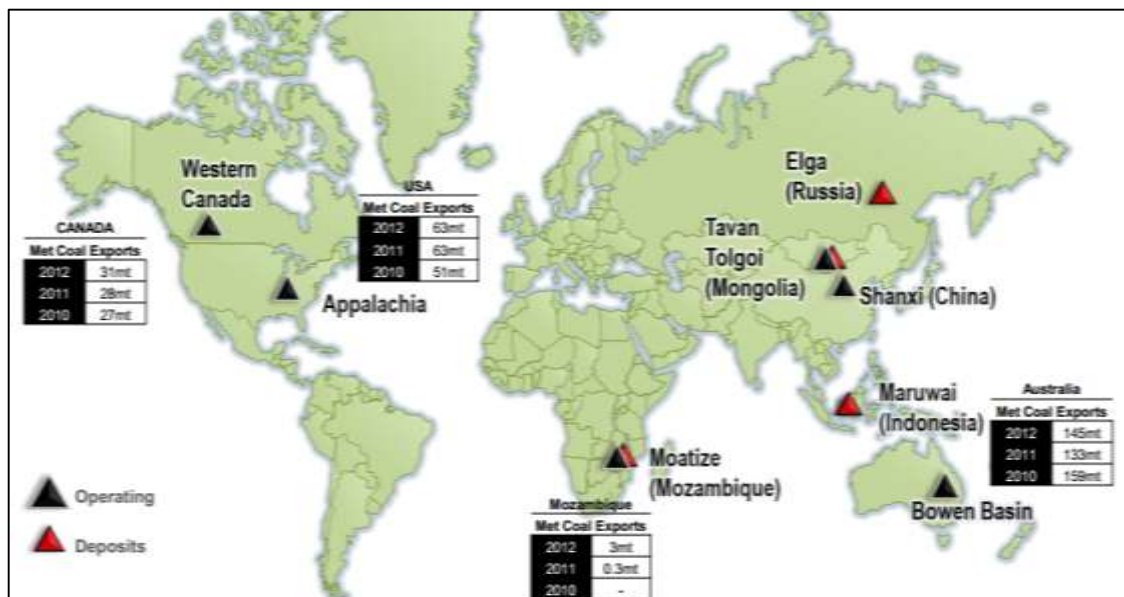 Western
Canada
CANADA
Met Coal Exports
2012 31mt
2011 28mt
2010 27mt
USA
Met Coal Exports
2012 63mt
2011 63mt
2010 51mt
Appalachia
Elga
(Russia)
Tavan
Tolgoi
(Mongolia)
Shanxi (China)
Maruwai
(Indonesia)
Australia
Met Coal Exports
2012 145mt
2011 133mt
2010 159mt
Bowen Basin
Moatize
(Mozambique)
Mozambique
Met Coal Exports
2012 3mt
2011 0.3mt
2010 -
Operating
Deposits